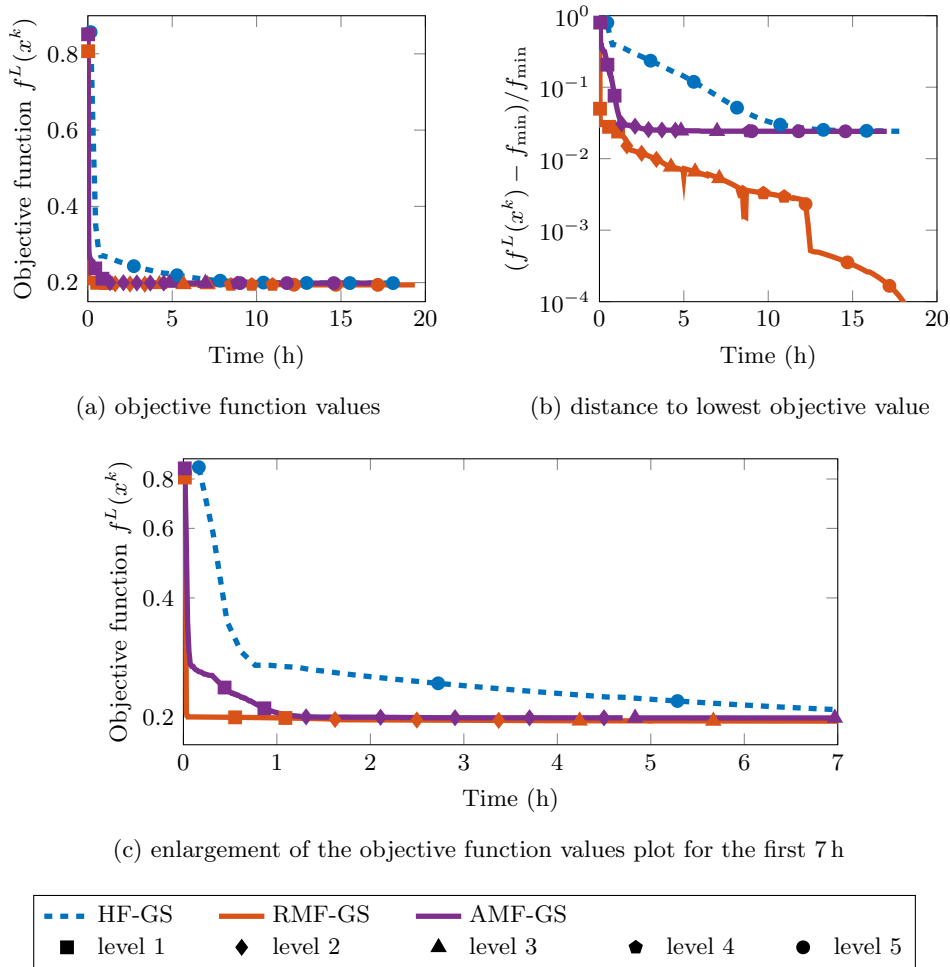 0.8
0.6
0.4
0.2
0
5
10
15
20
Time (h)
Objective function f^L(x^k)
(a) objective function values
10^0
10^−1
10^−2
10^−3
10^−4
0
5
10
15
20
Time (h)
(f^L(x^k) − f_min)/f_min
(b) distance to lowest objective value
0.8
0.6
0.4
0.2
0
1
2
3
4
5
6
7
Time (h)
Objective function f^L(x^k)
(c) enlargement of the objective function values plot for the first 7 h
HF-GS RMF-GS AMF-GS
level 1 level 2 level 3 level 4 level 5